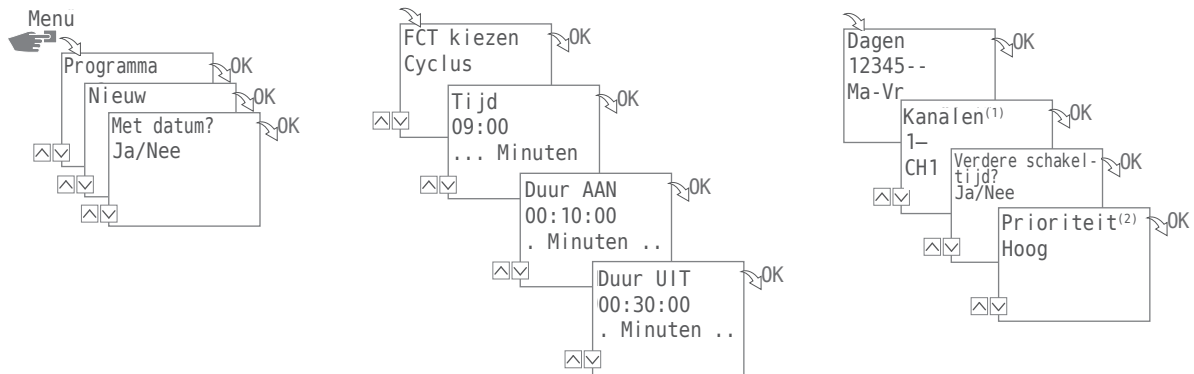 Menu
Programma
OK
Nieuw
OK
Met datum?
OK
Ja/Nee
FCT kiezen
OK
Cyclus
Tijd
OK
09:00
... Minuten
Duur AAN
OK
00:10:00
. Minuten ..
Duur UIT
OK
00:30:00
. Minuten ..
Dagen
OK
12345--
Ma-Vr
Kanalen(1)
OK
1–
CH1
Verdere schakel-
OK
tijd?
Ja/Nee
Prioriteit(2)
OK
Hoog